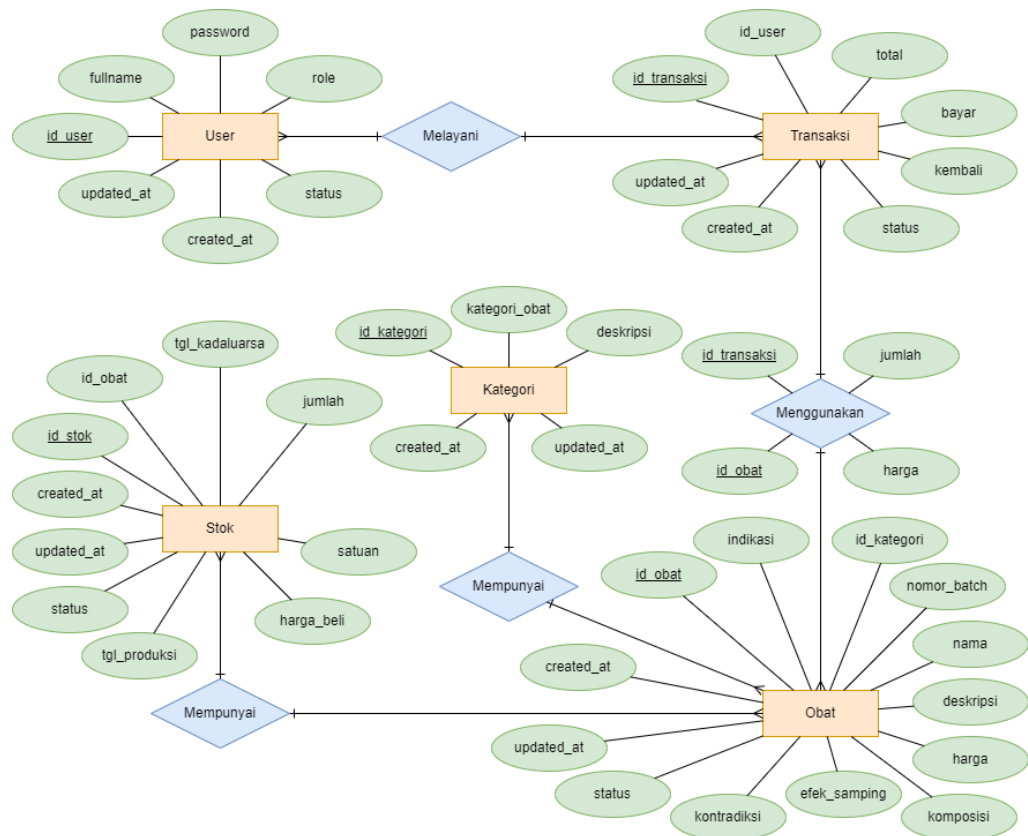 password
id_user
fullname
role
id_transaksi
total
id_user
User
Melayani
Transaksi
bayar
kembali
updated_at
status
updated_at
created_at
created_at
status
tgl_kadaluarsa
kategori_obat
id_kategori
deskripsi
id_obat
id_transaksi
jumlah
Kategori
jumlah
Menggunakan
id_stok
created_at
updated_at
id_obat
harga
created_at
Stok
indikasi
id_kategori
updated_at
satuan
Mempunyai
id_obat
nomor_batch
status
harga_beli
nama
tgl_produksi
created_at
deskripsi
Mempunyai
Obat
updated_at
harga
status
efek_samping
kontradiksi
komposisi